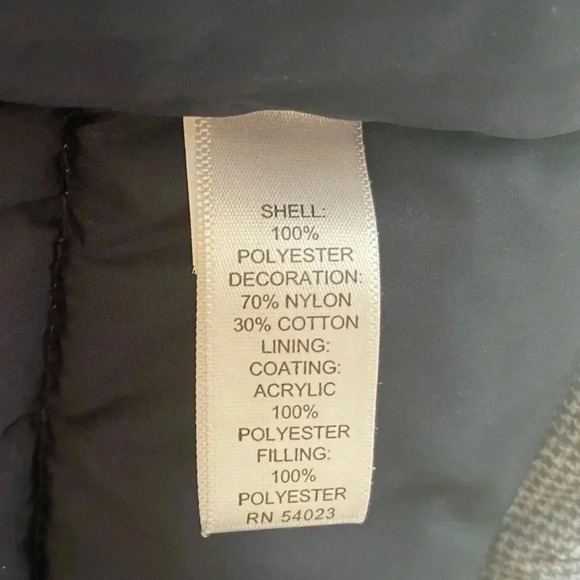 SHELL:
100%
POLYESTER
DECORATION:
70% NYLON
30% COTTON
LINING:
COATING:
ACRYLIC
100%
POLYESTER
FILLING:
100%
POLYESTER
RN 54023